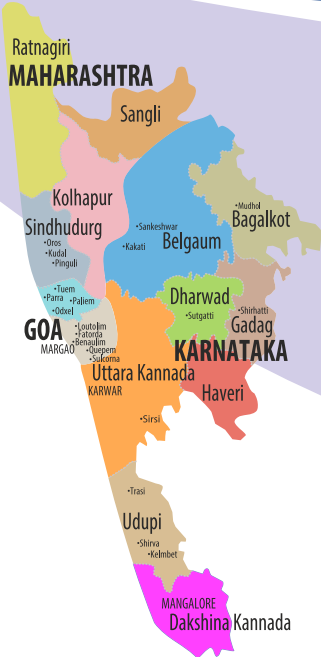 Ratnagiri
MAHARASHTRA
Sangli
Kolhapur
Sindhudurg
•Oros
•Kudal
•Pinguli
•Sankeshwar
•Kakati
Belgaum
•Mudhol
Bagalkot
•Tuem
•Parra
•Paliem
•Odxel
GOA
MARGAO
•Loutolim
•Fatorda
•Benaulim
•Quepem
•Sukorna
Dharwad
•Sutgatti
•Shirhatti
Gadag
KARNATAKA
Uttara Kannada
KARWAR
Haveri
•Sirsi
•Trasi
Udupi
•Shirva
•Kelmbet
MANGALORE
Dakshina Kannada